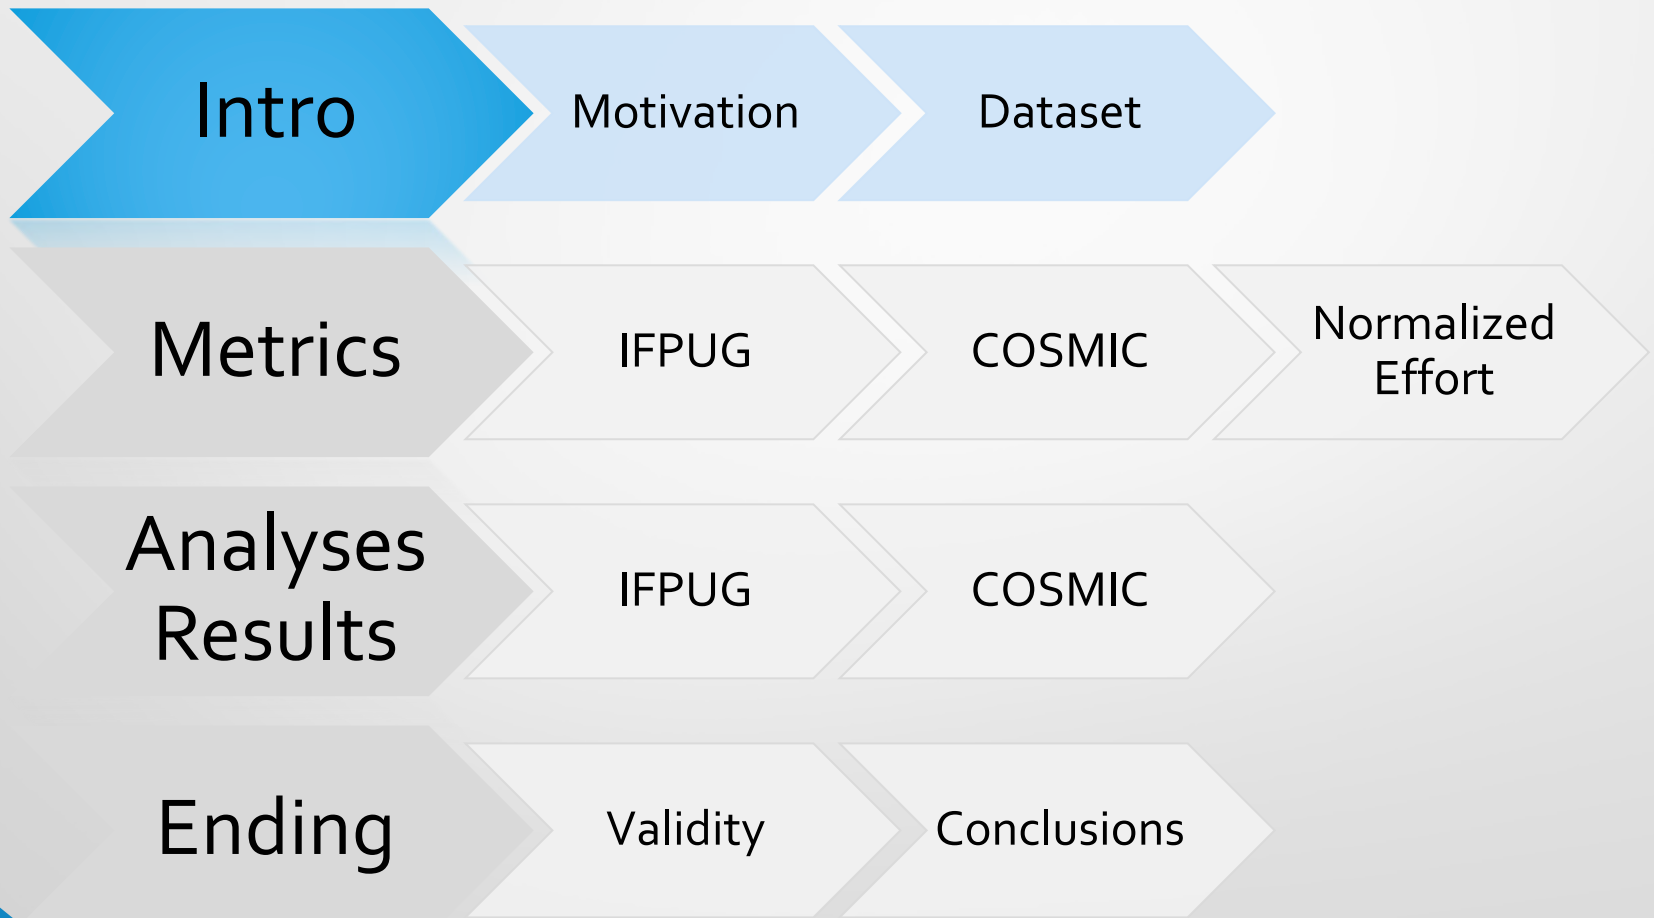 Intro
Motivation
Dataset
Metrics
IFPUG
COSMIC
Normalized
Effort
Analyses
Results
IFPUG
COSMIC
Ending
Validity
Conclusions